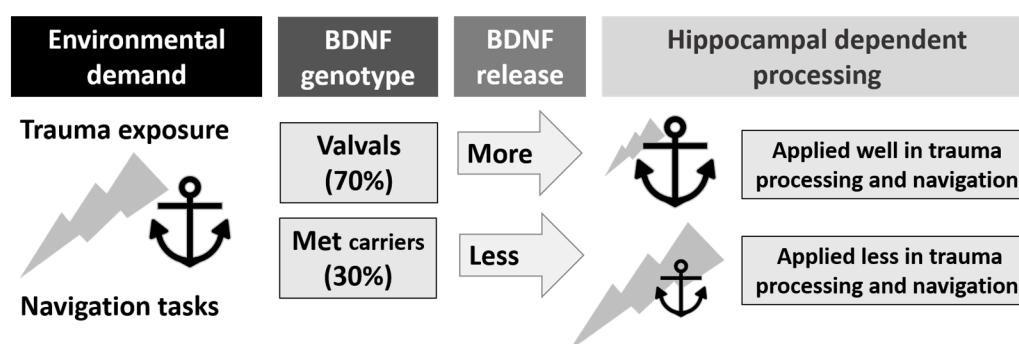 Environmental
demand
BDNF
genotype
BDNF
release
Hippocampal dependent
processing
Trauma exposure
Navigation tasks
Valvals
(70%)
Met carriers
(30%)
More
Less
Applied well in trauma
processing and navigation
Applied less in trauma
processing and navigation